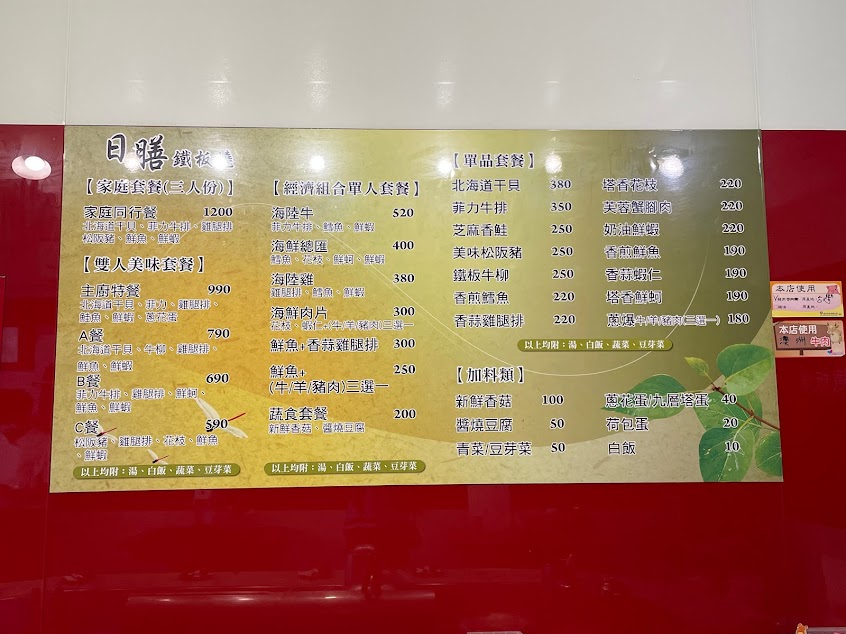 日膳 鐵板燒
【家庭套餐(三人份)】
家庭同行餐 1200
北海道干貝、菲力牛排、雞腿排
松阪豬、鮮魚、鮮蝦
【雙人美味套餐】
主廚特餐 990
北海道干貝、菲力、雞腿排、
鮭魚、鮮蝦、蔥花蛋
A餐 790
北海道干貝、牛柳、雞腿排、
鮮魚、鮮蝦
B餐 690
菲力牛排、雞腿排、鮮蚵、
鮮魚、鮮蝦
C餐 590
松阪豬、雞腿排、花枝、鮮魚
、鮮蝦
以上均附:湯、白飯、蔬菜、豆芽菜
【經濟組合單人套餐】
海陸牛 520
菲力牛排、鱈魚、鮮蝦
海鮮總匯 400
鱈魚、花枝、鮮蚵、鮮蝦
海陸雞 380
雞腿排、鱈魚、鮮蝦
海鮮肉片 300
花枝、蝦仁+(牛/羊/豬肉)三選一
鮮魚+香蒜雞腿排 300
鮮魚+ 250
(牛/羊/豬肉)三選一
蔬食套餐 200
新鮮香菇、醬燒豆腐
以上均附:湯、白飯、蔬菜、豆芽菜
【單品套餐】
北海道干貝 380 塔香花枝 220
菲力牛排 350 芙蓉蟹腳肉 220
芝麻香鮭 250 奶油鮮蝦 220
美味松阪豬 250 香煎鮮魚 190
鐵板牛柳 250 香蒜蝦仁 190
香煎鱈魚 220 塔香鮮蚵 190
香蒜雞腿排 220 蔥爆牛/羊/豬肉(三選一) 180
以上均附:湯、白飯、蔬菜、豆芽菜
【加料類】
新鮮香菇 100 蔥花蛋/九層塔蛋 40
醬燒豆腐 50 荷包蛋 20
青菜/豆芽菜 50 白飯 10
本店使用
本店使用
澳洲 牛肉